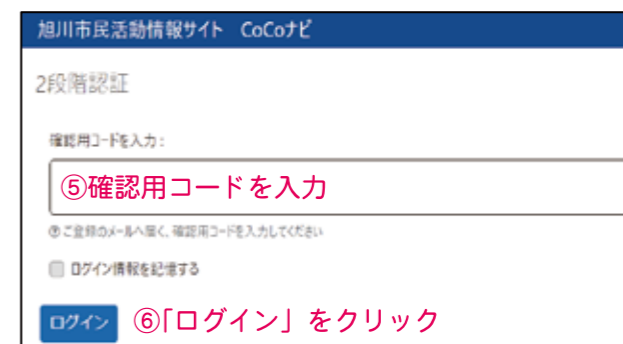 旭川市民活動情報サイト CoCoナビ
2段階認証
確認用コードを入力:
⑤確認用コードを入力
ご登録のメールへ届く、確認用コードを入力してください
ログイン情報を記憶する
ログイン ⑥「ログイン」をクリック